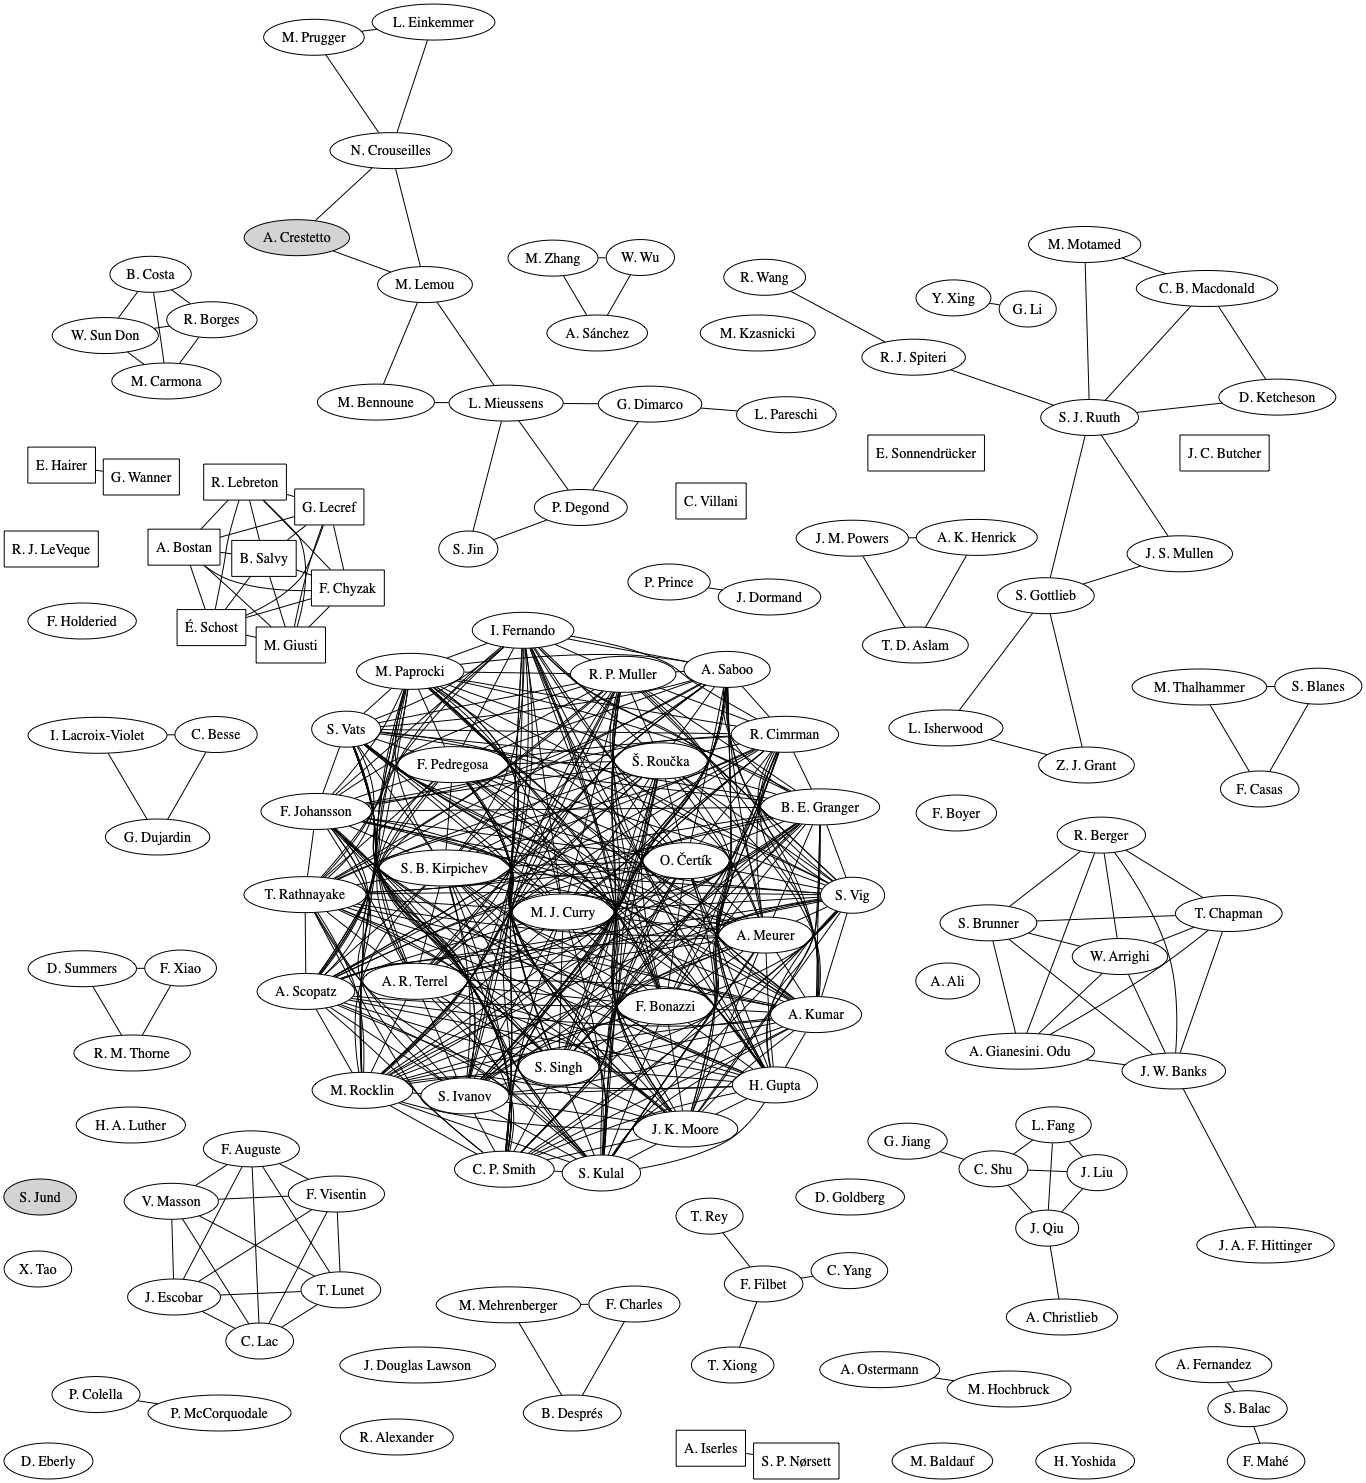 L. Einkemmer
M. Prugger
N. Crouseilles
A. Crestetto
M. Motamed
M. Zhang
W. Wu
B. Costa
R. Wang
M. Lemou
C. B. Macdonald
Y. Xing
G. Li
R. Borges
W. Sun Don
A. Sánchez
M. Kzasnicki
R. J. Spiteri
M. Carmona
D. Ketcheson
M. Bennoune
L. Mieussens
G. Dimarco
L. Pareschi
S. J. Ruuth
E. Sonnendrücker
J. C. Butcher
E. Hairer
G. Wanner
R. Lebreton
C. Villani
G. Lecref
P. Degond
J. M. Powers
A. K. Henrick
R. J. LeVeque
A. Bostan
S. Jin
J. S. Mullen
B. Salvy
P. Prince
F. Chyzak
J. Dormand
S. Gottlieb
F. Holderied
É. Schost
I. Fernando
M. Giusti
T. D. Aslam
M. Paprocki
R. P. Muller
A. Saboo
M. Thalhammer
S. Blanes
S. Vats
L. Isherwood
I. Lacroix-Violet
C. Besse
R. Cimrman
F. Pedregosa
Š. Roučka
Z. J. Grant
F. Casas
F. Johansson
B. E. Granger
F. Boyer
G. Dujardin
R. Berger
S. B. Kirpichev
O. Čertík
T. Rathnayake
S. Vig
M. J. Curry
T. Chapman
S. Brunner
A. Meurer
W. Arrighi
D. Summers
F. Xiao
A. Ali
A. R. Terrel
A. Scopatz
F. Bonazzi
A. Kumar
R. M. Thorne
A. Gianesini. Odu
S. Singh
J. W. Banks
M. Rocklin
H. Gupta
S. Ivanov
H. A. Luther
L. Fang
J. K. Moore
G. Jiang
F. Auguste
C. P. Smith
S. Kulal
C. Shu
J. Liu
S. Jund
V. Masson
F. Visentin
D. Goldberg
T. Rey
J. Qiu
J. A. F. Hittinger
X. Tao
C. Yang
F. Filbet
J. Escobar
T. Lunet
M. Mehrenberger
F. Charles
A. Christlieb
C. Lac
J. Douglas Lawson
T. Xiong
A. Ostermann
A. Fernandez
P. Colella
M. Hochbruck
S. Balac
P. McCorquodale
B. Després
R. Alexander
A. Iserles
D. Eberly
S. P. Nørsett
M. Baldauf
H. Yoshida
F. Mahé